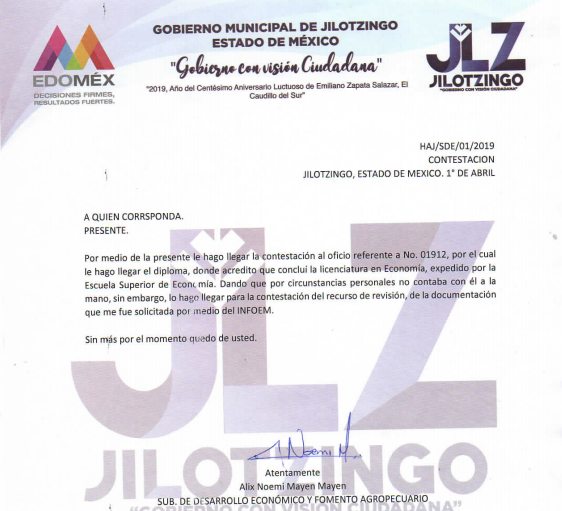 GOBIERNO MUNICIPAL DE JILOTZINGO
ESTADO DE MÉXICO
"Gobierno con visión Ciudadana"
"2019, Año del Centésimo Aniversario Luctuoso de Emiliano Zapata Salazar, El
Caudillo del Sur"
EDOMÉX
DECISIONES FIRMES,
RESULTADOS FUERTES.
JLZ
JILOTZINGO
"GOBIERNO CON VISIÓN CIUDADANA"
HAJ/SDE/01/2019
CONTESTACION
JILOTZINGO, ESTADO DE MEXICO. 1° DE ABRIL
A QUIEN CORRSPONDA.
PRESENTE.
Por medio de la presente le hago llegar la contestación al oficio referente a No. 01912, por el cual
le hago llegar el diploma, donde acredito que concluí la licenciatura en Economía, expedido por la
Escuela Superior de Economía. Dando que por circunstancias personales no contaba con él a la
mano, sin embargo, lo hago llegar para la contestación del recurso de revisión, de la documentación
que me fue solicitada por medio del INFOEM.
Sin más por el momento quedo de usted.
JLZ
Noemi M.
Atentamente
Alix Noemi Mayen Mayen
JILOTZINGO
SUB. DE DESARROLLO ECONÓMICO Y FOMENTO AGROPECUARIO
"GOBIERNO CON VISIÓN CIUDADANA"